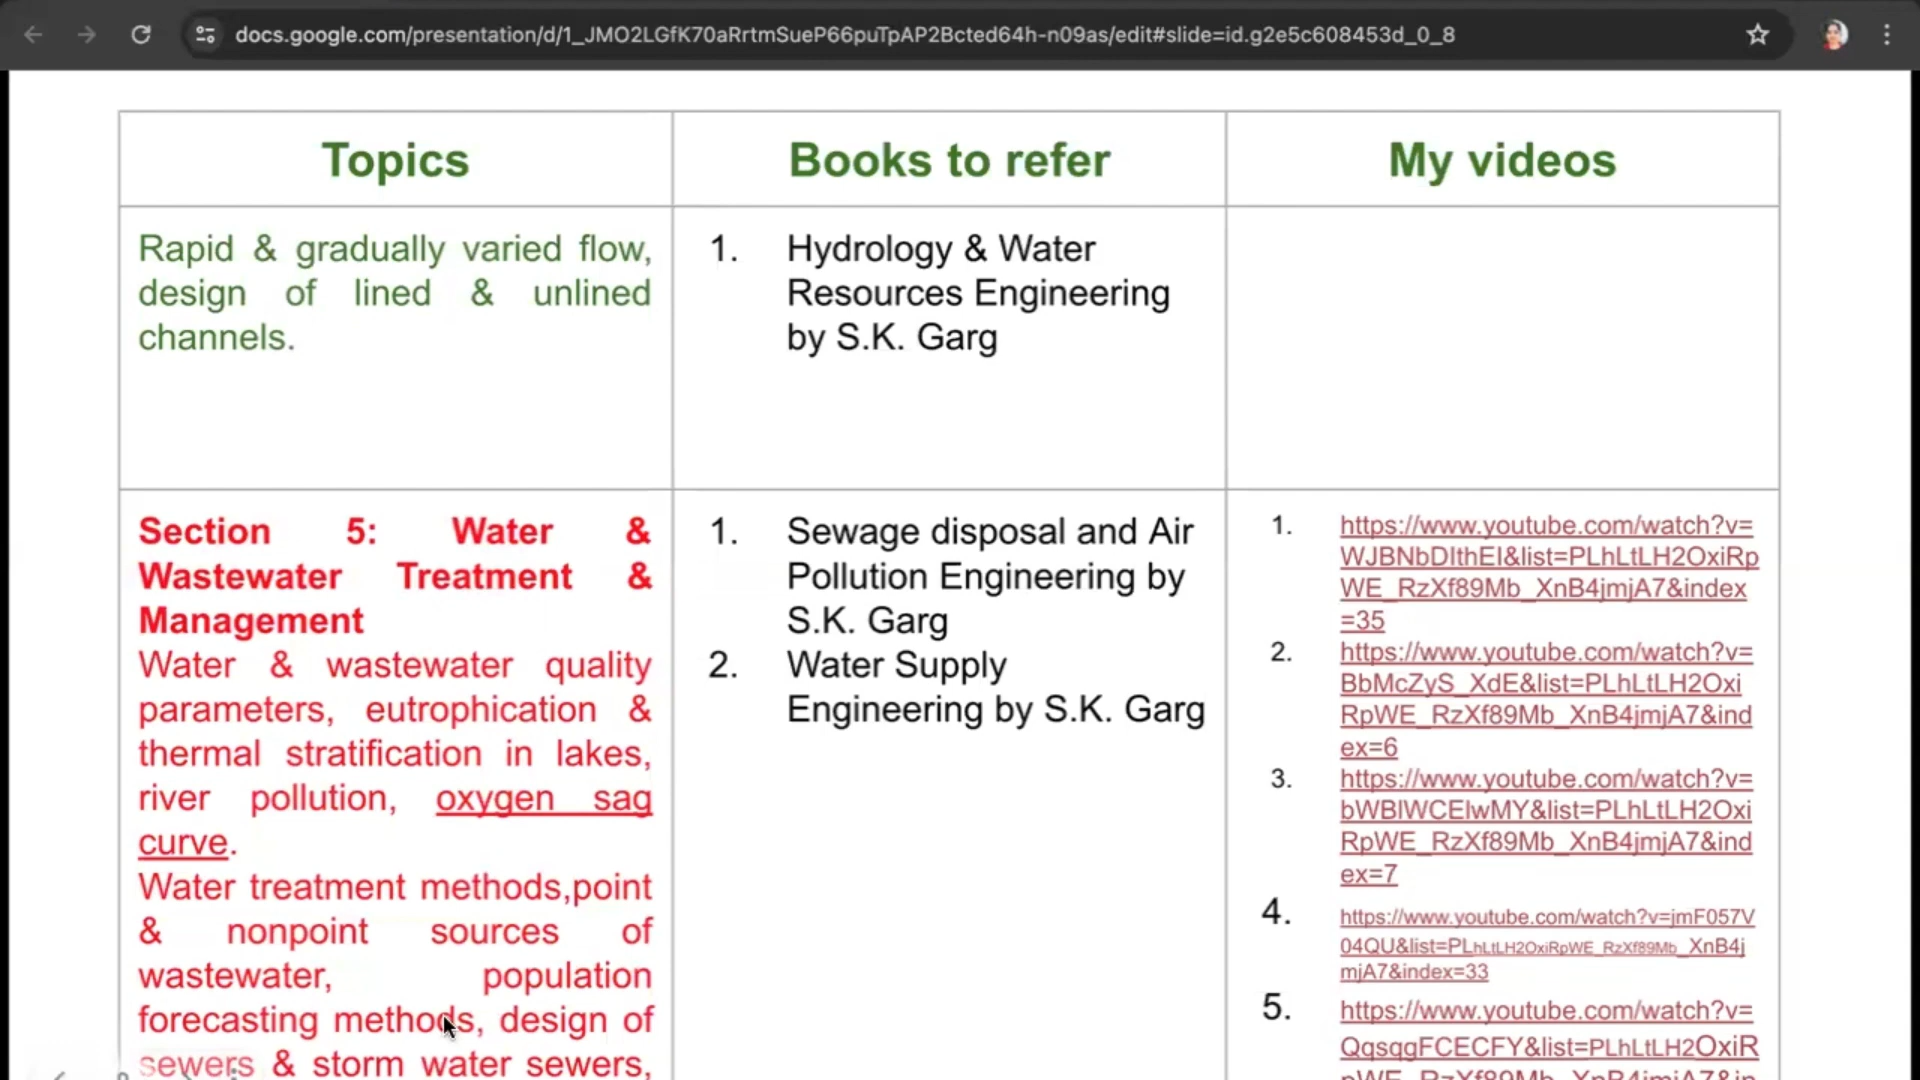 docs.google.com/presentation/d/1_JMO2LGfK70aRrtmSueP66puTpAP2Bcted64h-n09as/edit#slide=id.g2e5c608453d_0_8
Topics
Books to refer
My videos
Rapid & gradually varied flow,
design of lined & unlined
channels.
1. Hydrology & Water
Resources Engineering
by S.K. Garg
Section 5: Water &
Wastewater Treatment &
Management
Water & wastewater quality
parameters, eutrophication &
thermal stratification in lakes,
river pollution, oxygen sag
curve.
Water treatment methods,point
& nonpoint sources of
wastewater, population
forecasting methods, design of
sewers & storm water sewers,
1. Sewage disposal and Air
Pollution Engineering by
S.K. Garg
2. Water Supply
Engineering by S.K. Garg
1. https://www.youtube.com/watch?v=
WJBNbDIthEI&list=PLhLtLH2OxiRp
WE_RzXf89Mb_XnB4jmjA7&index
=35
2. https://www.youtube.com/watch?v=
BbMcZyS_XdE&list=PLhLtLH2Oxi
RpWE_RzXf89Mb_XnB4jmjA7&ind
ex=6
3. https://www.youtube.com/watch?v=
bWBlWCElwMY&list=PLhLtLH2Oxi
RpWE_RzXf89Mb_XnB4jmjA7&ind
ex=7
4. https://www.youtube.com/watch?v=jmF057V
04QU&list=PLhLtLH2OxiRpWE_RzXf89Mb_XnB4j
mjA7&index=33
5. https://www.youtube.com/watch?v=
QqsqgFCECFY&list=PLhLtLH2OxiR